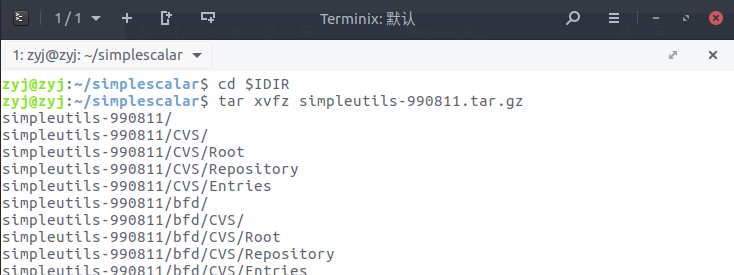 1 / 1
Terminix: 默认
1: zyj@zyj: ~/simplescalar
zyj@zyj:~/simplescalar$ cd $IDIR
zyj@zyj:~/simplescalar$ tar xvfz simpleutils-990811.tar.gz
simpleutils-990811/
simpleutils-990811/CVS/
simpleutils-990811/CVS/Root
simpleutils-990811/CVS/Repository
simpleutils-990811/CVS/Entries
simpleutils-990811/bfd/
simpleutils-990811/bfd/CVS/
simpleutils-990811/bfd/CVS/Root
simpleutils-990811/bfd/CVS/Repository
simpleutils-990811/bfd/CVS/Entries